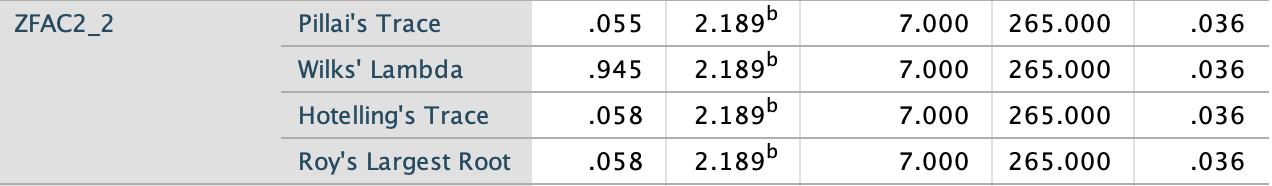 ZFAC2_2 Pillai's Trace .055 2.189b 7.000 265.000 .036
Wilks' Lambda .945 2.189b 7.000 265.000 .036
Hotelling's Trace .058 2.189b 7.000 265.000 .036
Roy's Largest Root .058 2.189b 7.000 265.000 .036